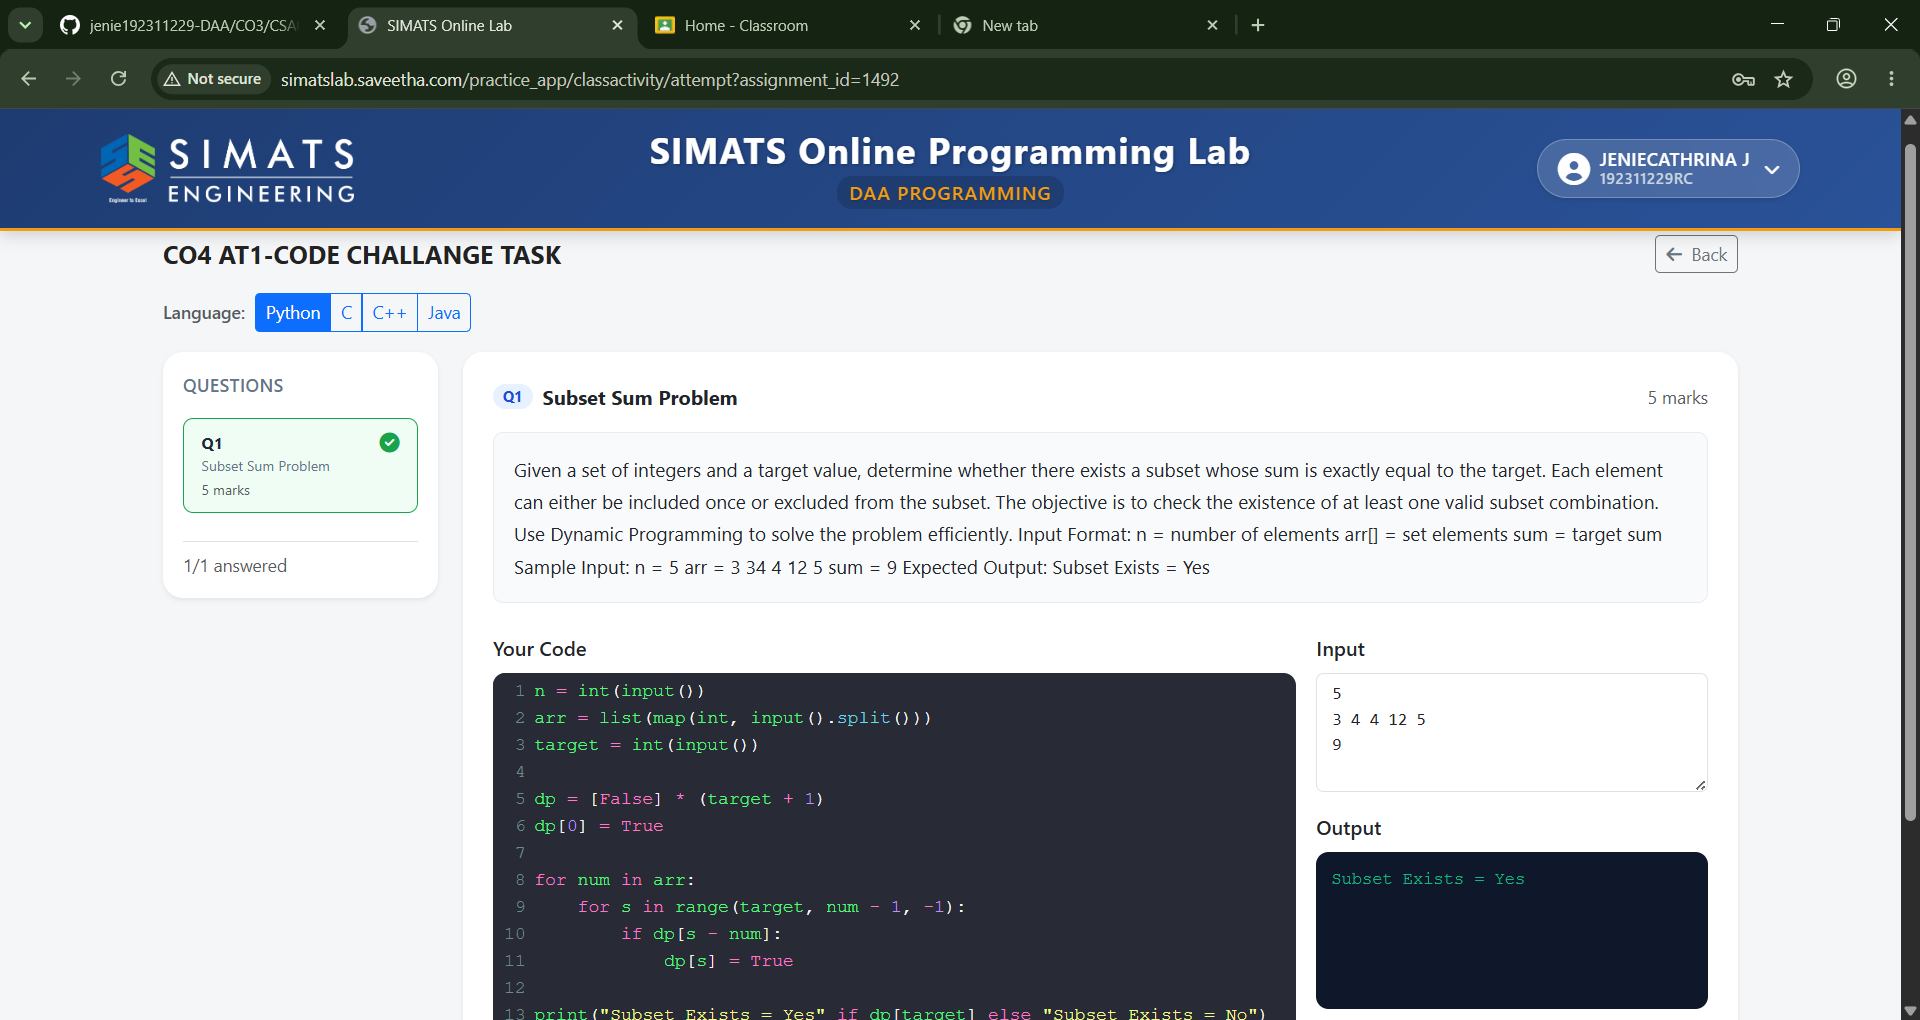 jenie192311229-DAA/CO3/CSA
SIMATS Online Lab
Home - Classroom
New tab
Not secure
simatslab.saveetha.com/practice_app/classactivity/attempt?assignment_id=1492
SIMATS
ENGINEERING
Engineer to Excel
SIMATS Online Programming Lab
DAA PROGRAMMING
JENIECATHRINA J
192311229RC
CO4 AT1-CODE CHALLANGE TASK
Back
Language:
Python
C
C++
Java
QUESTIONS
Q1
Subset Sum Problem
5 marks
1/1 answered
Q1 Subset Sum Problem
5 marks
Given a set of integers and a target value, determine whether there exists a subset whose sum is exactly equal to the target. Each element
can either be included once or excluded from the subset. The objective is to check the existence of at least one valid subset combination.
Use Dynamic Programming to solve the problem efficiently. Input Format: n = number of elements arr[] = set elements sum = target sum
Sample Input: n = 5 arr = 3 34 4 12 5 sum = 9 Expected Output: Subset Exists = Yes
Your Code
1 n = int(input())
2 arr = list(map(int, input().split()))
3 target = int(input())
4
5 dp = [False] * (target + 1)
6 dp[0] = True
7
8 for num in arr:
9     for s in range(target, num - 1, -1):
10         if dp[s - num]:
11             dp[s] = True
12
13 print("Subset Exists = Yes" if dp[target] else "Subset Exists = No")
Input
5
3 4 4 12 5
9
Output
Subset Exists = Yes